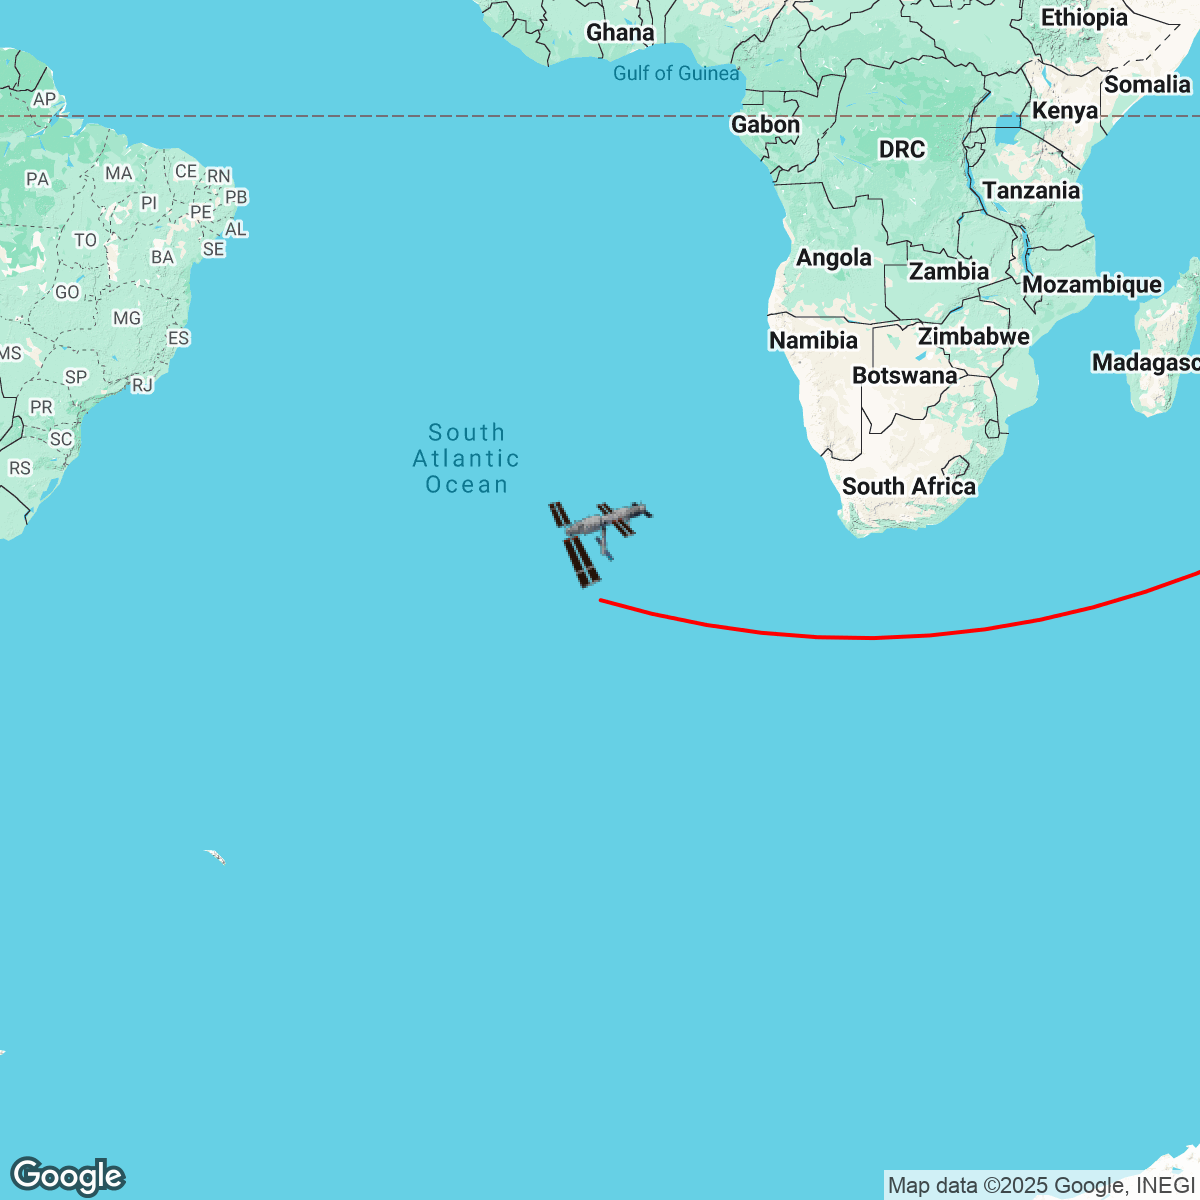 Ethiopia
Ghana
Gulf of Guinea
Somalia
AP
Kenya
Gabon
DRC
MA
CE
RN
PA
Tanzania
PB
PI
PE
AL
TO
SE
BA
Angola
Zambia
Mozambique
GO
MG
ES
Zimbabwe
Namibia
MS
Madagasc
SP
RJ
Botswana
PR
SC
South
Atlantic
Ocean
RS
South Africa
Google
Map data ©2025 Google, INEGI